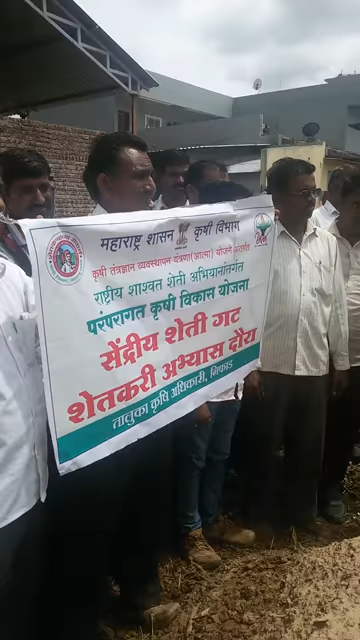 महाराष्ट्र शासन कृषी विभाग
कृषी तंत्रज्ञान व्यवस्थापन यंत्रणा(आत्मा) योजने अंतर्गत
राष्ट्रीय शाश्वत शेती अभियानांतर्गत
परंपरागत कृषी विकास योजना
सेंद्रीय शेती गट
शेतकरी अभ्यास दौरा
तालुका कृषि अधिकारी, निफाड